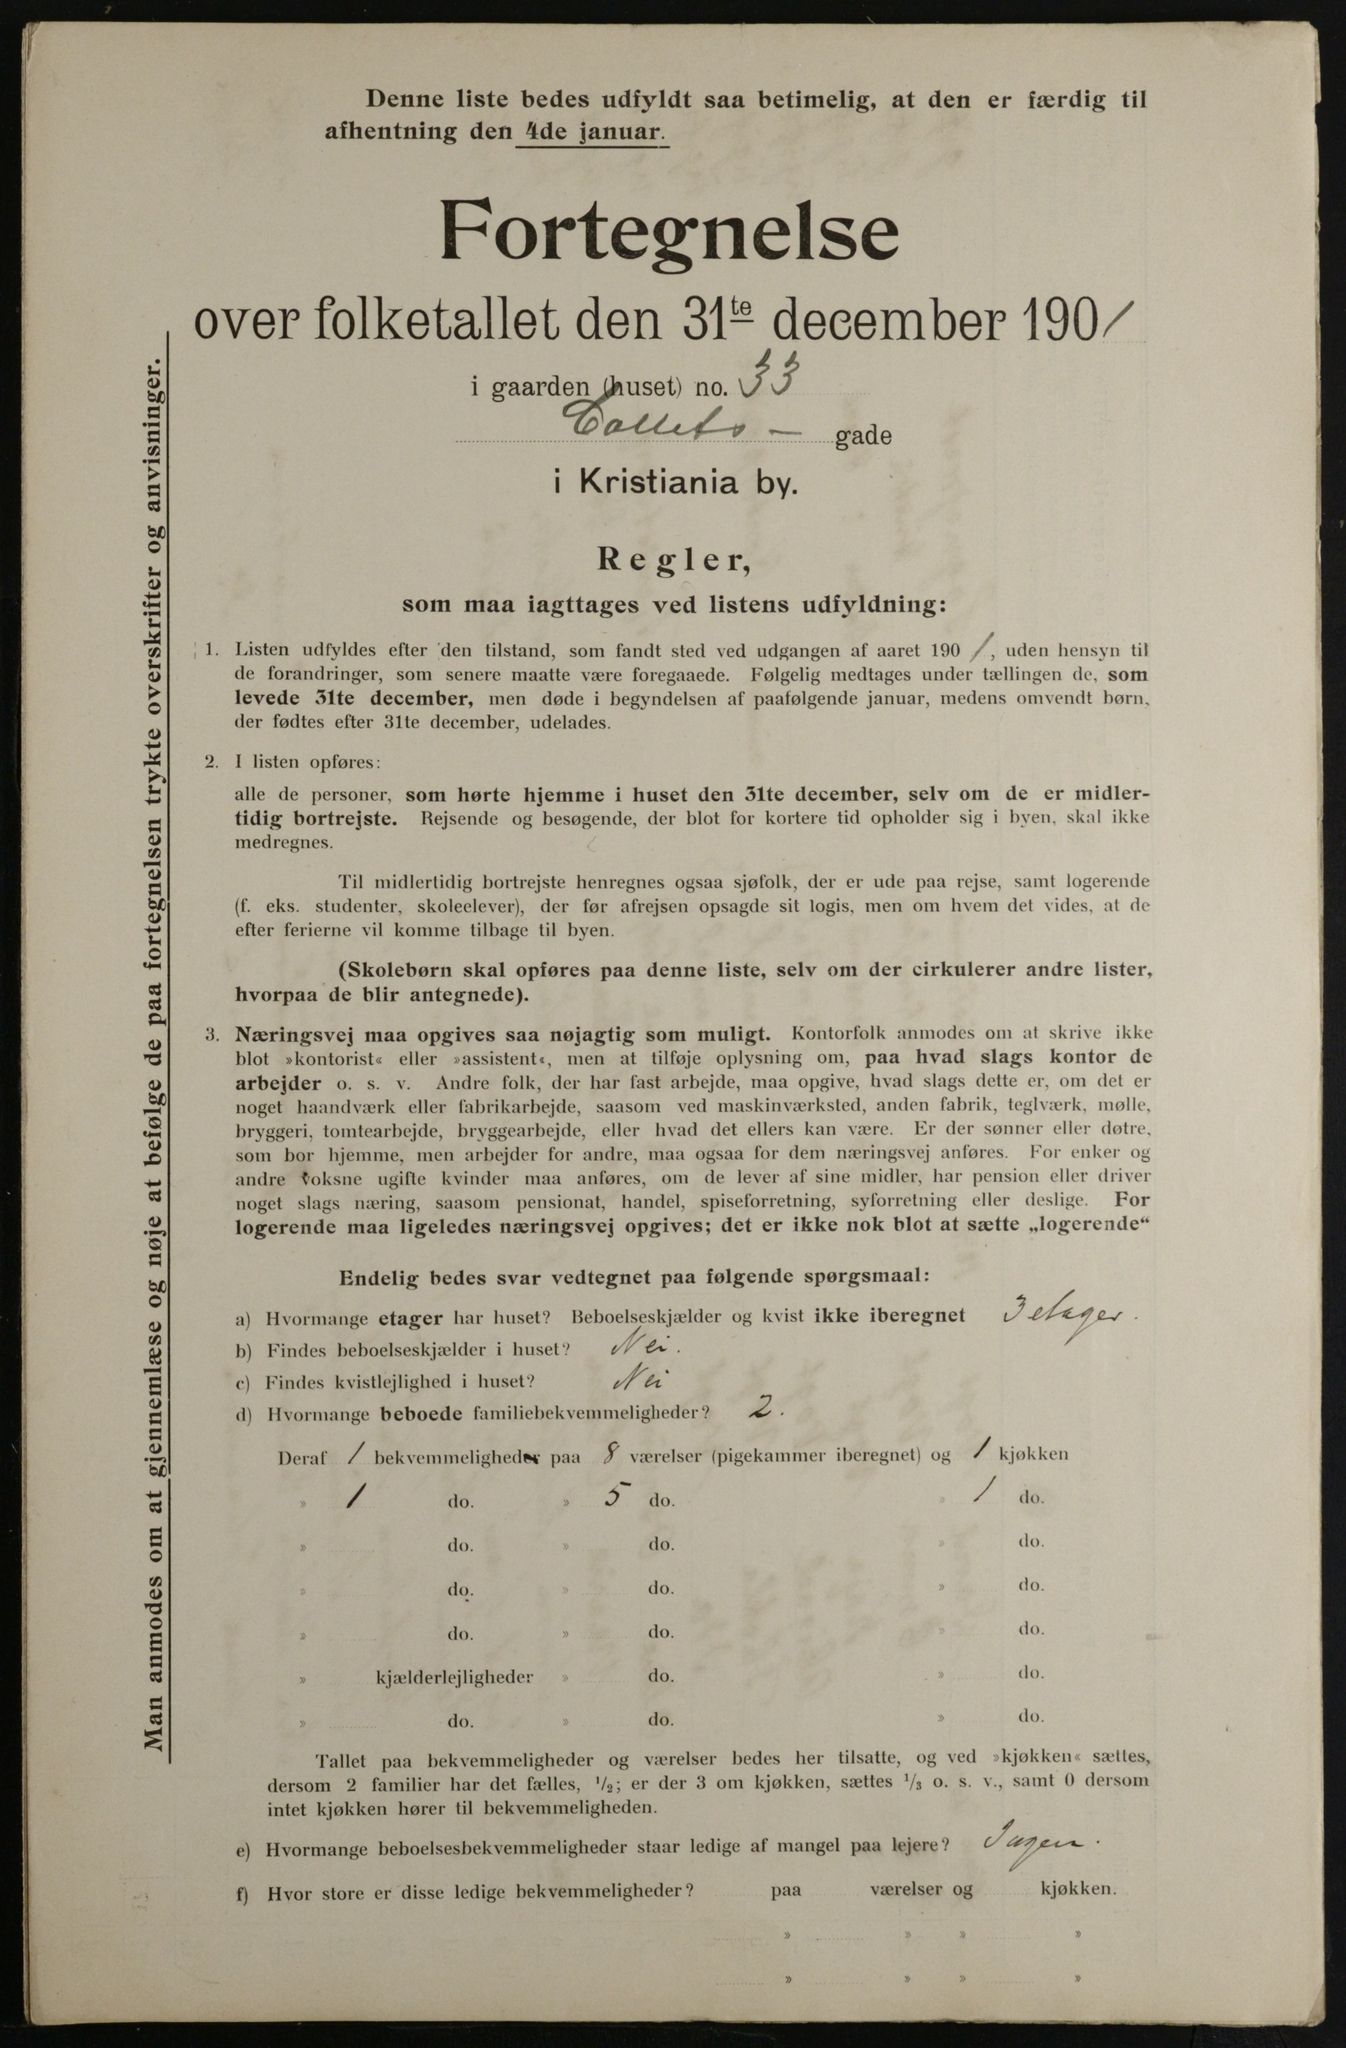 Denne liste bedes udfyldt saa betimelig, at den er færdig til
afhentning den 4de januar.
Fortegnelse
over folketallet den 31te december 1901
i gaarden (huset) no. 33
Collets – gade
i Kristiania by.
Regler,
som maa iagttages ved listens udfyldning:
1. Listen udfyldes efter den tilstand, som fandt sted ved udgangen af aaret 1901, uden hensyn til
de forandringer, som senere maatte være foregaaede. Følgelig medtages under tællingen de, som
levede 31te december, men døde i begyndelsen af paafølgende januar, medens omvendt børn,
der fødtes efter 31te december, udelades.
2. I listen opføres:
alle de personer, som hørte hjemme i huset den 31te december, selv om de er midler-
tidig bortrejste. Rejsende og besøgende, der blot for kortere tid opholder sig i byen, skal ikke
medregnes.
Til midlertidig bortrejste henregnes ogsaa sjøfolk, der er ude paa rejse, samt logerende
(f. eks. studenter, skoleelever), der før afrejsen opsagde sit logis, men om hvem det vides, at de
efter ferierne vil komme tilbage til byen.
(Skolebørn skal opføres paa denne liste, selv om der cirkulerer andre lister,
hvorpaa de blir antegnede).
3. Næringsvej maa opgives saa nøjagtig som muligt. Kontorfolk anmodes om at skrive ikke
blot »kontorist« eller »assistent«, men at tilføje oplysning om, paa hvad slags kontor de
arbejder o. s. v. Andre folk, der har fast arbejde, maa opgive, hvad slags dette er, om det er
noget haandværk eller fabrikarbejde, saasom ved maskinværksted, anden fabrik, teglværk, mølle,
bryggeri, tomtearbejde, bryggearbejde, eller hvad det ellers kan være. Er der sønner eller døtre,
som bor hjemme, men arbejder for andre, maa ogsaa for dem næringsvej anføres. For enker og
andre voksne ugifte kvinder maa anføres, om de lever af sine midler, har pension eller driver
noget slags næring, saasom pensionat, handel, spiseforretning, syforretning eller deslige. For
logerende maa ligeledes næringsvej opgives; det er ikke nok blot at sætte „logerende“
Endelig bedes svar vedtegnet paa følgende spørgsmaal:
a) Hvormange etager har huset? Beboelseskjælder og kvist ikke iberegnet 3 etager.
b) Findes beboelseskjælder i huset? Nei.
c) Findes kvistlejlighed i huset? Nei
d) Hvormange beboede familiebekvemmeligheder? 2.
Deraf 1 bekvemmeligheder paa 8 værelser (pigekammer iberegnet) og 1 kjøkken
» 1 do. » 5 do. » 1 do.
» do. » do. » do.
» do. » do. » do.
» do. » do. » do.
» kjælderlejligheder » do. » do.
» do. » do. » do.
Tallet paa bekvemmeligheder og værelser bedes her tilsatte, og ved »kjøkken« sættes,
dersom 2 familier har det fælles, 1/2; er der 3 om kjøkken, sættes 1/3 o. s. v., samt 0 dersom
intet kjøkken hører til bekvemmeligheden.
e) Hvormange beboelsesbekvemmeligheder staar ledige af mangel paa lejere? Ingen.
f) Hvor store er disse ledige bekvemmeligheder? paa værelser og kjøkken.
» » » »
» » » »
Man anmodes om at gjennemlæse og nøje at befølge de paa fortegnelsen trykte overskrifter og anvisninger.